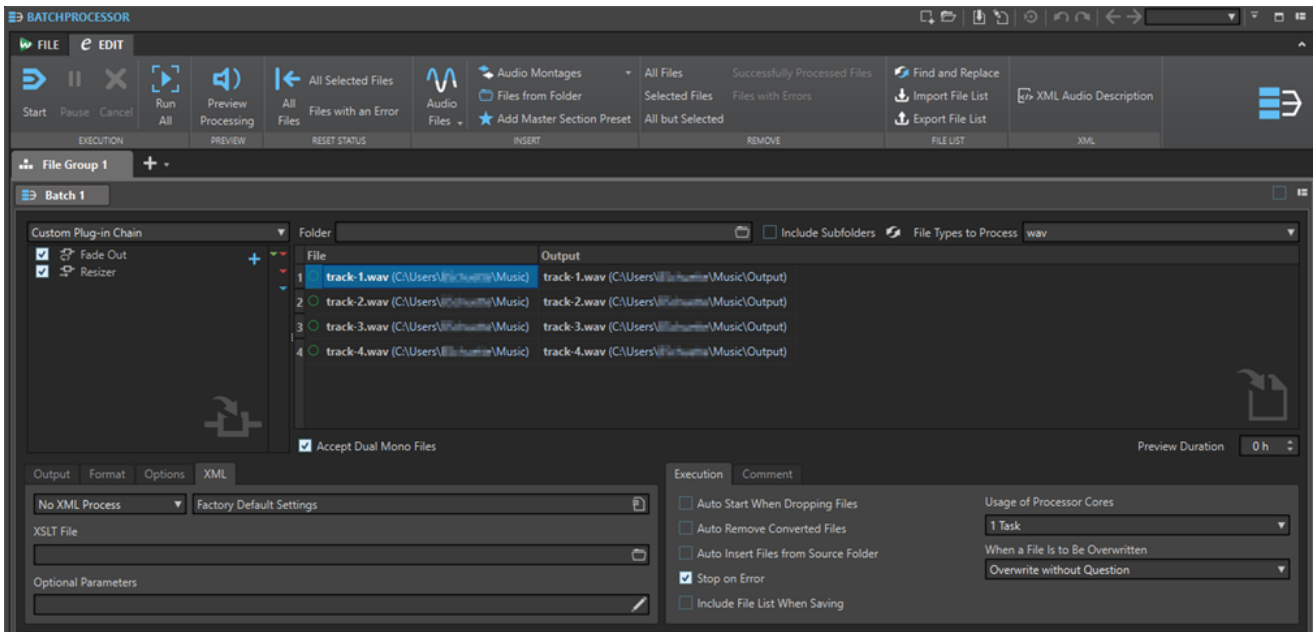 BATCHPROCESSOR
FILE EDIT
Start Pause Cancel Run All
Preview Processing
All Files All Selected Files
Files with an Error
Audio Files
Audio Montages
Files from Folder
Add Master Section Preset
All Files Successfully Processed Files
Selected Files Files with Errors
All but Selected
Find and Replace
Import File List
Export File List
XML Audio Description
EXECUTION PREVIEW RESET STATUS INSERT REMOVE FILE LIST XML
File Group 1
Batch 1
Custom Plug-in Chain
Fade Out
Resizer
Folder Include Subfolders File Types to Process wav
File Output
1 track-1.wav (C:\Users\ \Music) track-1.wav (C:\Users\ \Music\Output)
2 track-2.wav (C:\Users\ \Music) track-2.wav (C:\Users\ \Music\Output)
3 track-3.wav (C:\Users\ \Music) track-3.wav (C:\Users\ \Music\Output)
4 track-4.wav (C:\Users\ \Music) track-4.wav (C:\Users\ \Music\Output)
Accept Dual Mono Files Preview Duration 0 h
Output Format Options XML
No XML Process Factory Default Settings
XSLT File
Optional Parameters
Execution Comment
Auto Start When Dropping Files
Auto Remove Converted Files
Auto Insert Files from Source Folder
Stop on Error
Include File List When Saving
Usage of Processor Cores
1 Task
When a File Is to Be Overwritten
Overwrite without Question